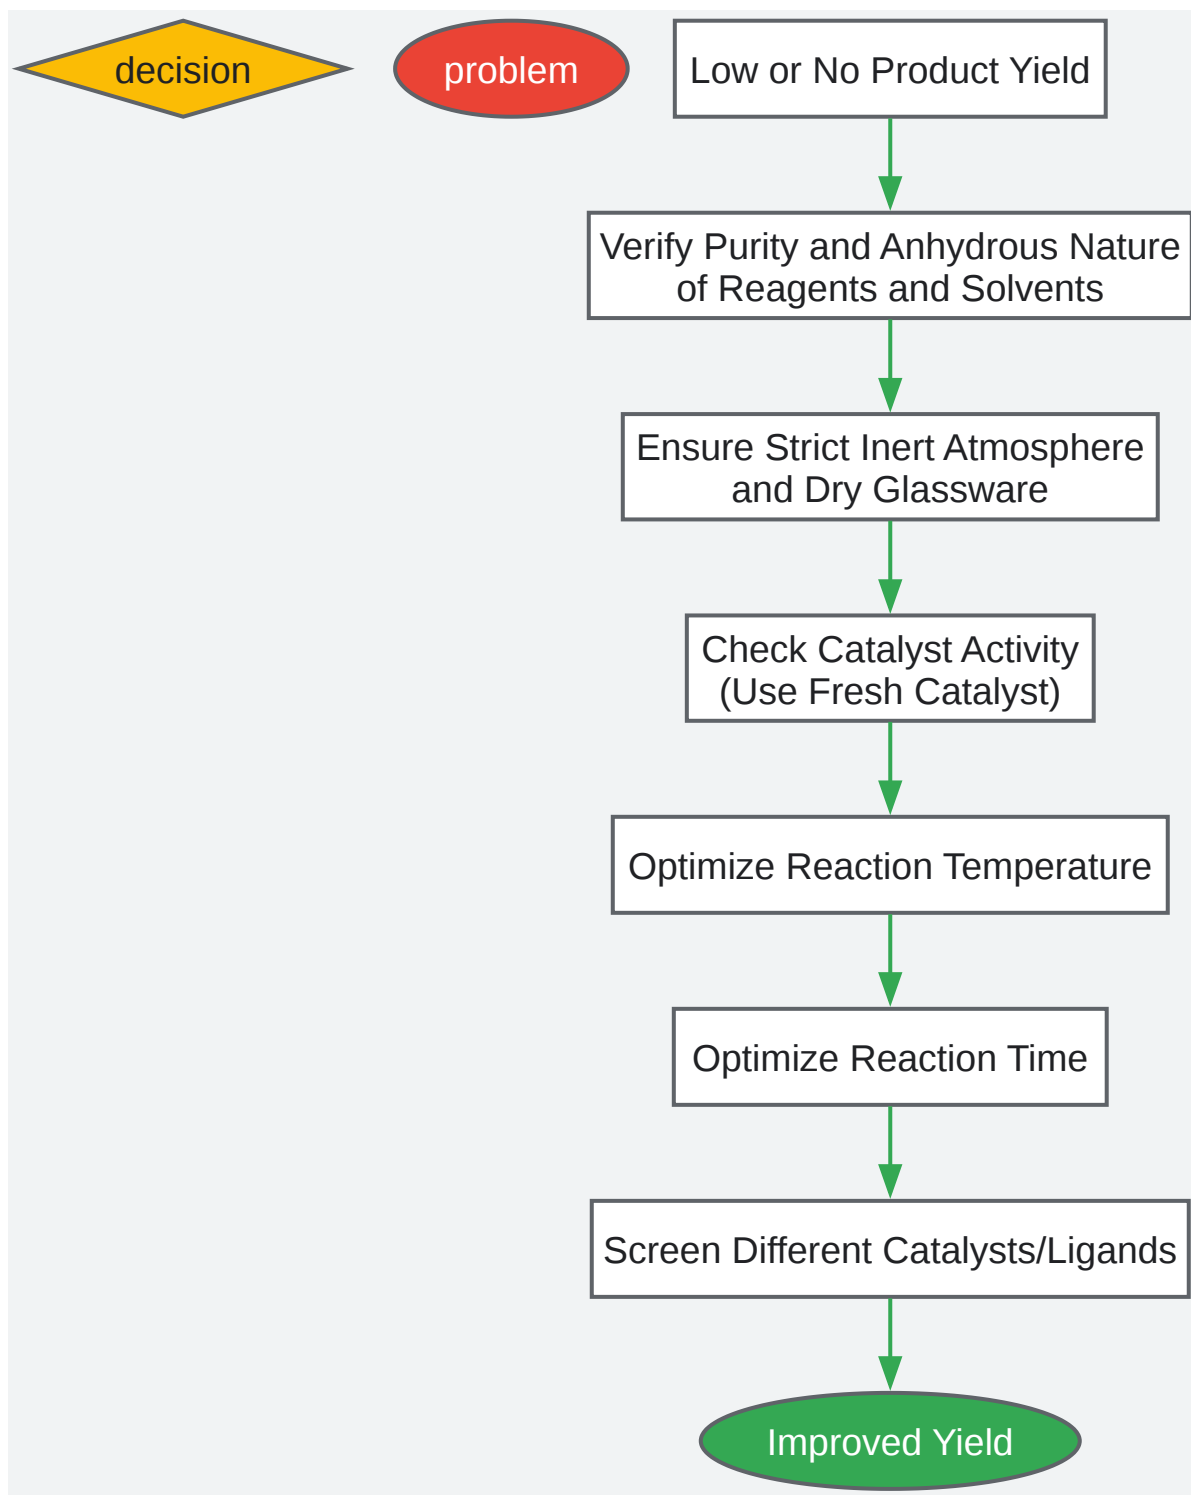 decision
problem
Low or No Product Yield
Verify Purity and Anhydrous Nature
of Reagents and Solvents
Ensure Strict Inert Atmosphere
and Dry Glassware
Check Catalyst Activity
(Use Fresh Catalyst)
Optimize Reaction Temperature
Optimize Reaction Time
Screen Different Catalysts/Ligands
Improved Yield